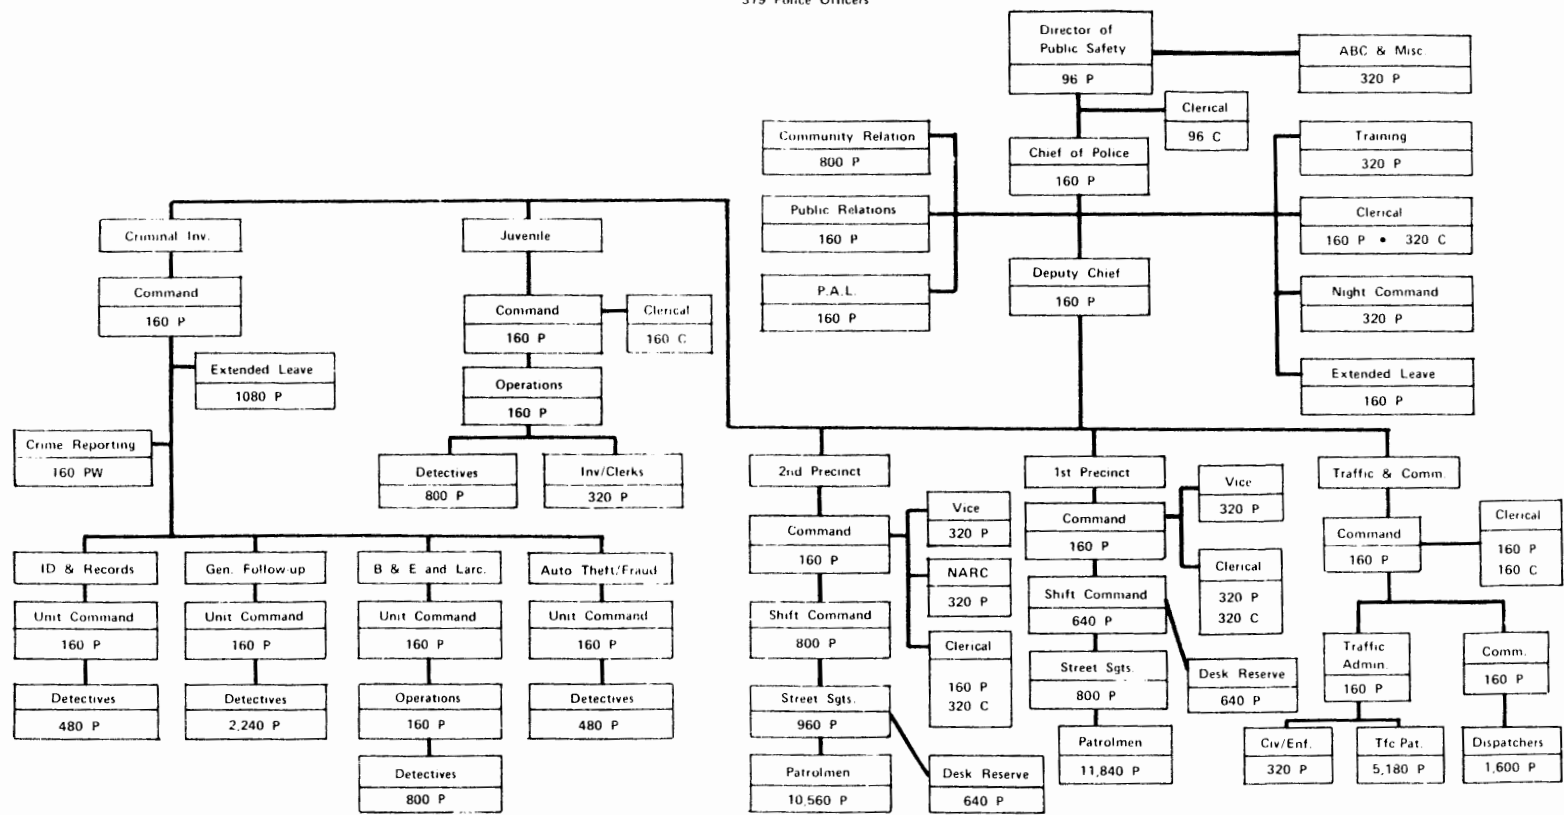 379 Police Officers
Director of
Public Safety
96 P
ABC & Misc.
320 P
Clerical
96 C
Community Relation
800 P
Chief of Police
160 P
Training
320 P
Public Relations
160 P
Clerical
160 P • 320 C
P.A.L.
160 P
Deputy Chief
160 P
Night Command
320 P
Extended Leave
160 P
Criminal Inv.
Command
160 P
Extended Leave
1080 P
Crime Reporting
160 PW
Juvenile
Command
160 P
Clerical
160 C
Operations
160 P
Detectives
800 P
Inv/Clerks
320 P
ID & Records
Unit Command
160 P
Detectives
480 P
Gen. Follow-up
Unit Command
160 P
Detectives
2,240 P
B & E and Larc.
Unit Command
160 P
Operations
160 P
Detectives
800 P
Auto Theft/Fraud
Unit Command
160 P
Detectives
480 P
2nd Precinct
Command
160 P
Vice
320 P
NARC
320 P
Clerical
160 P
320 C
Shift Command
800 P
Street Sgts.
960 P
Patrolmen
10,560 P
Desk Reserve
640 P
1st Precinct
Command
160 P
Vice
320 P
Clerical
320 P
320 C
Shift Command
640 P
Street Sgts.
800 P
Desk Reserve
640 P
Patrolmen
11,840 P
Traffic & Comm.
Command
160 P
Clerical
160 P
160 C
Traffic
Admin.
160 P
Comm.
160 P
Civ/Enf.
320 P
Tfc Pat.
5,180 P
Dispatchers
1,600 P